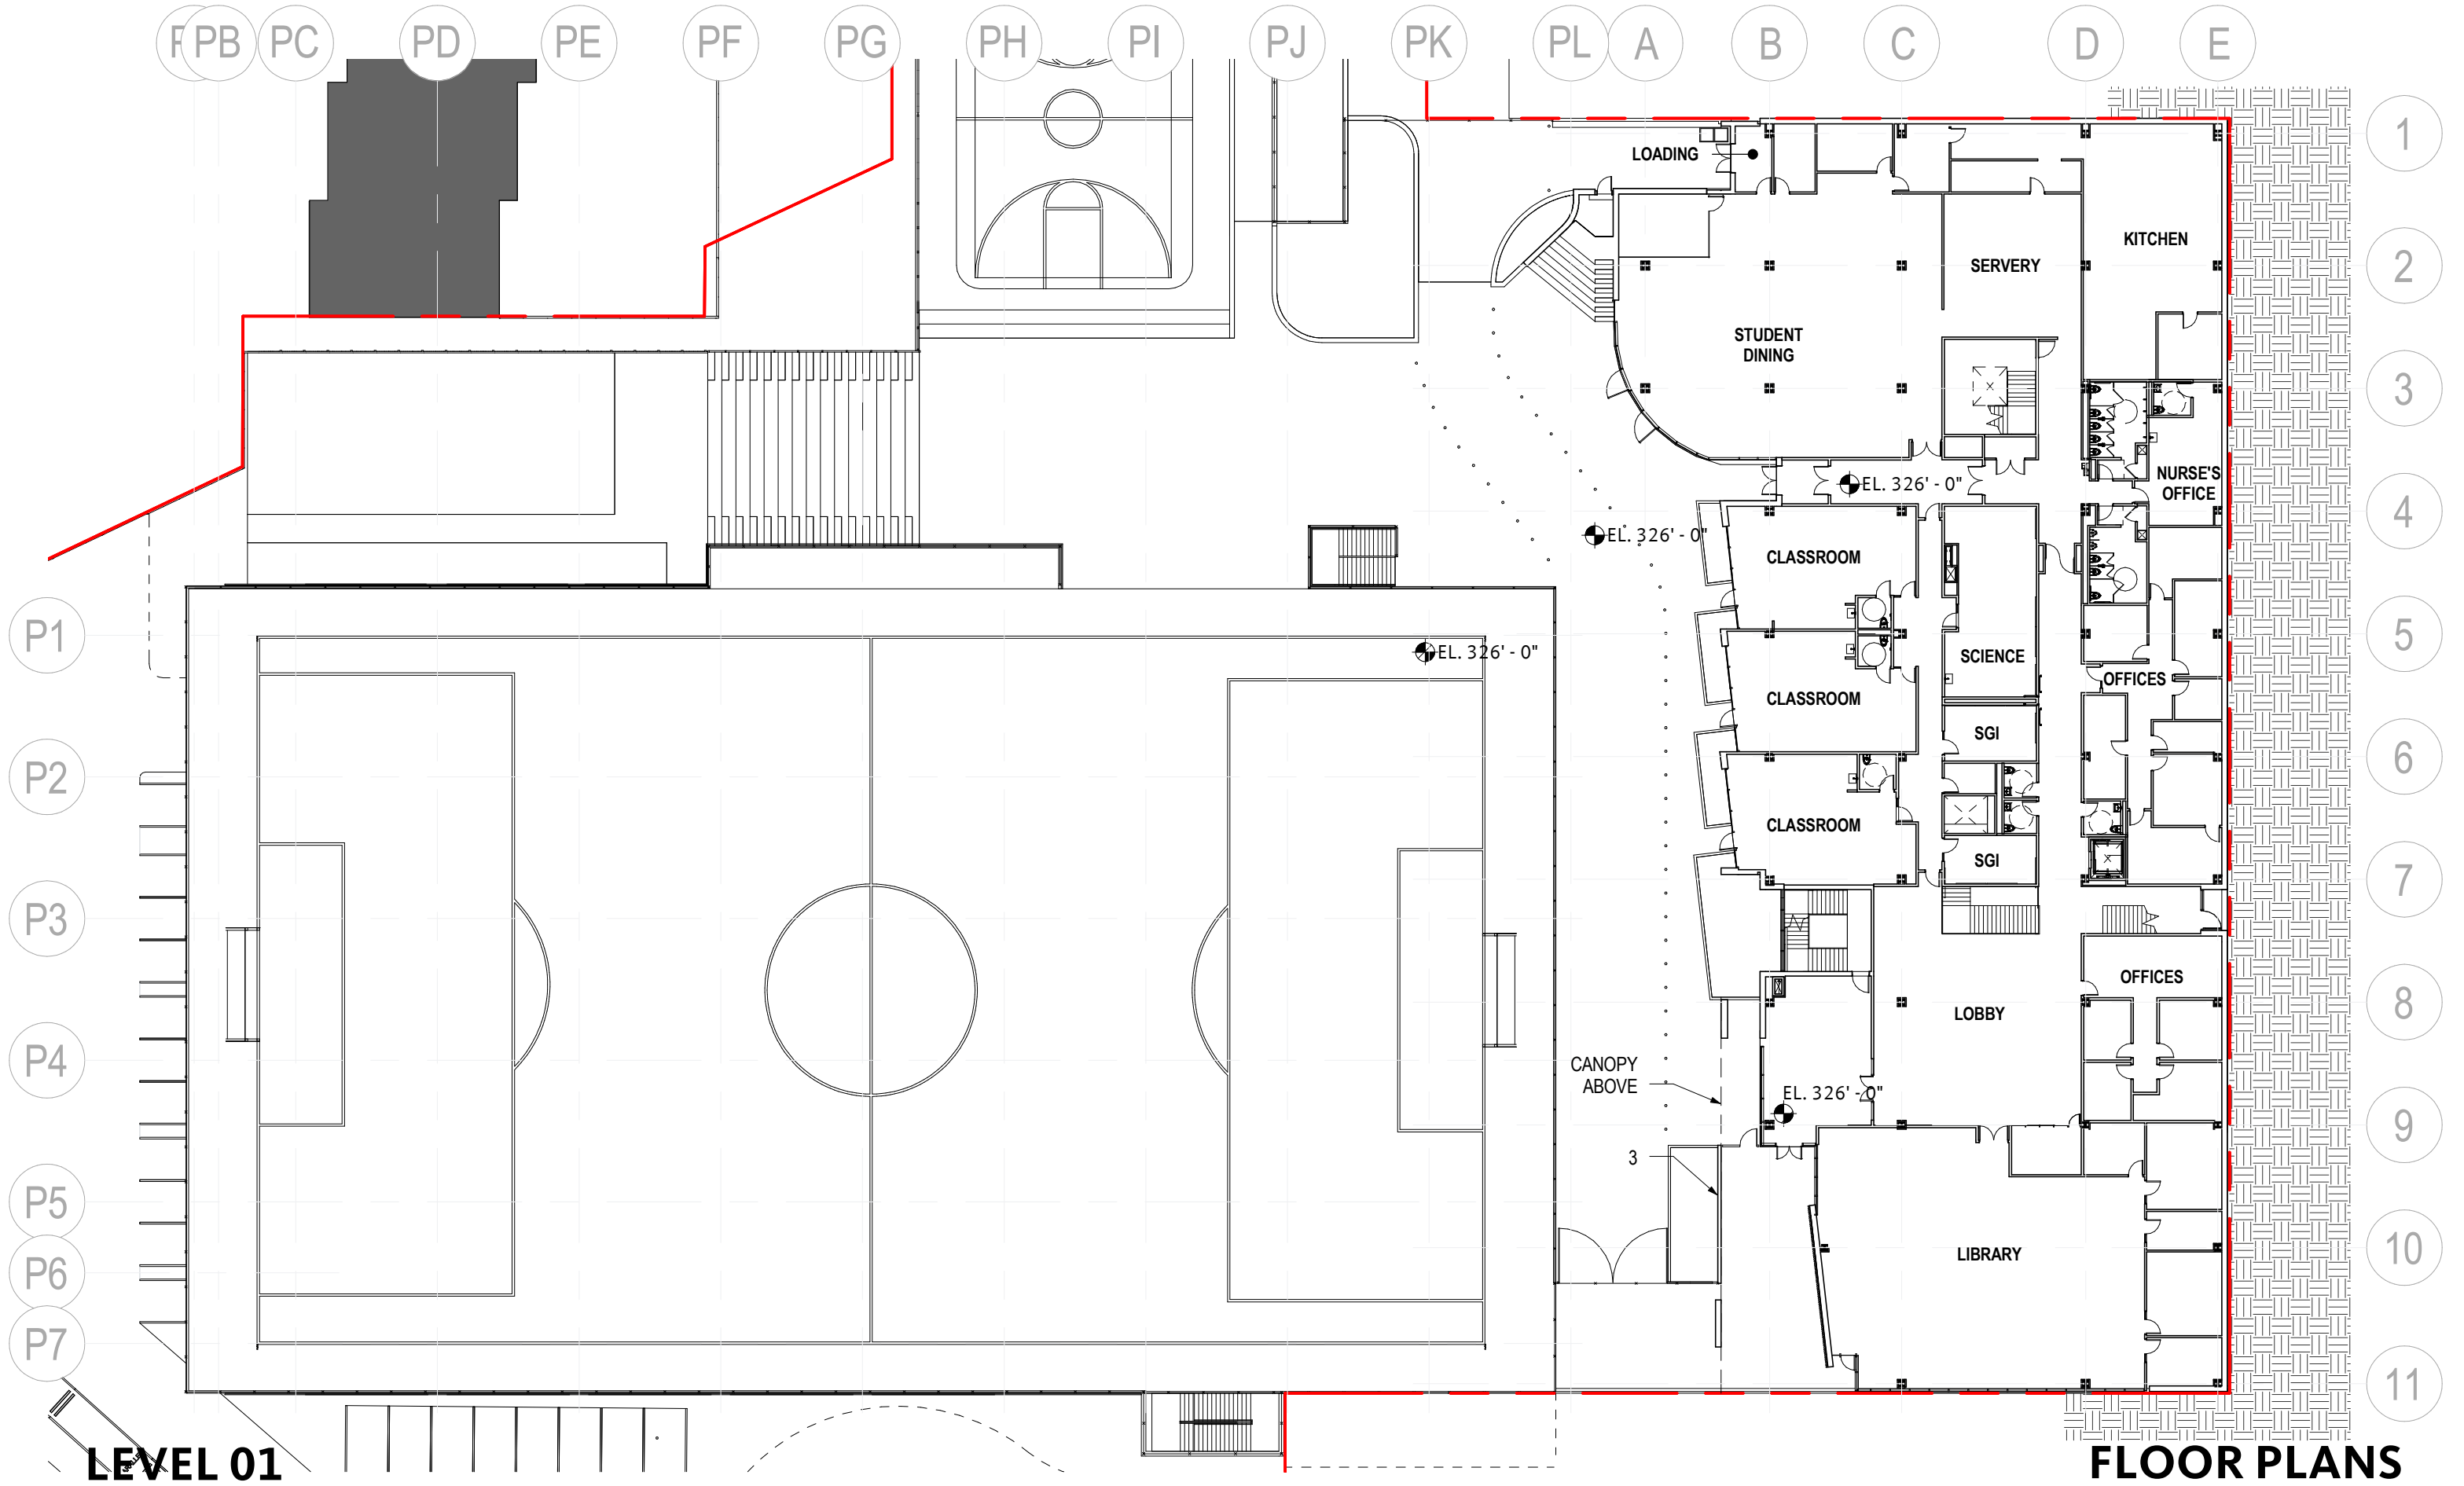 PB PC PD PE PF PG PH PI PJ PK PL A B C D E
1
LOADING
KITCHEN
2
SERVERY
STUDENT
DINING
3
NURSE'S
OFFICE
EL. 326' - 0"
4
EL. 326' - 0"
CLASSROOM
P1
5
EL. 326' - 0"
SCIENCE
OFFICES
CLASSROOM
SGI
6
P2
CLASSROOM
SGI
7
P3
OFFICES
8
LOBBY
P4
CANOPY
ABOVE
EL. 326' - 0"
9
3
P5
10
LIBRARY
P6
P7
11
LEVEL 01
FLOOR PLANS